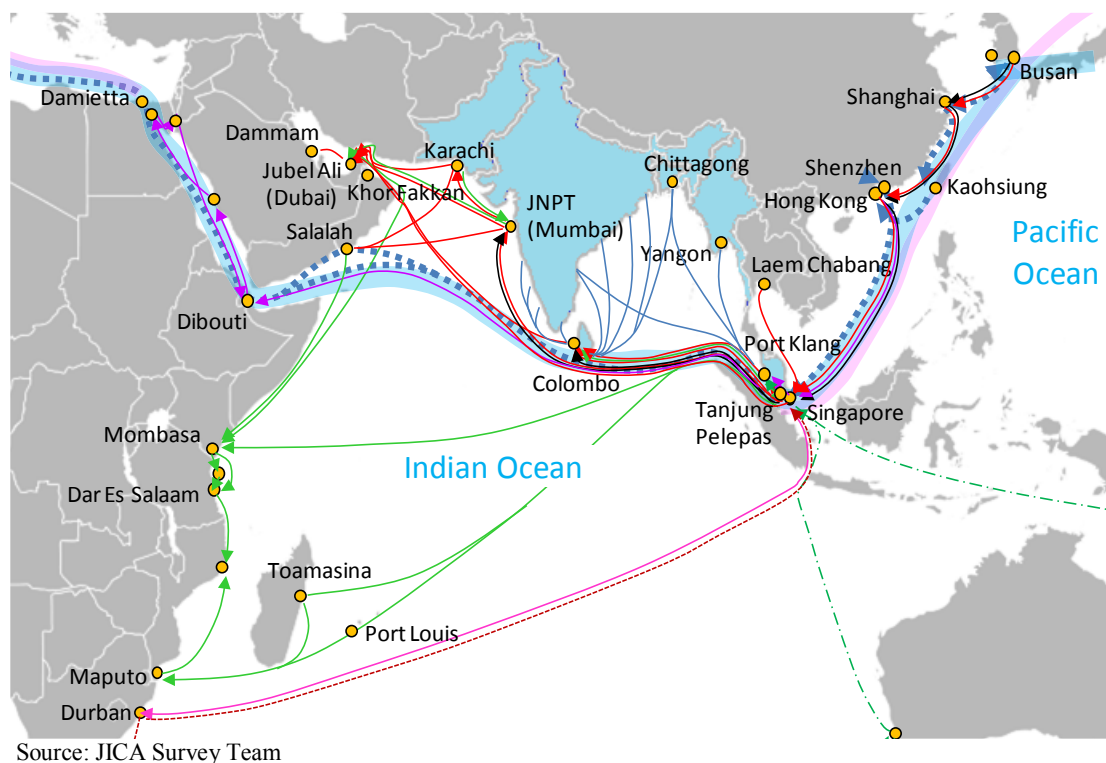 Busan
Damietta
Shanghai
Dammam
Karachi
Chittagong
Jubel Ali
(Dubai)
Khor Fakkan
Shenzhen
Hong Kong
Kaohsiung
JNPT
(Mumbai)
Salalah
Yangon
Laem Chabang
Pacific
Ocean
Dibouti
Port Klang
Colombo
Tanjung
Pelepas
Singapore
Mombasa
Indian Ocean
Dar Es Salaam
Toamasina
Port Louis
Maputo
Durban
Source: JICA Survey Team